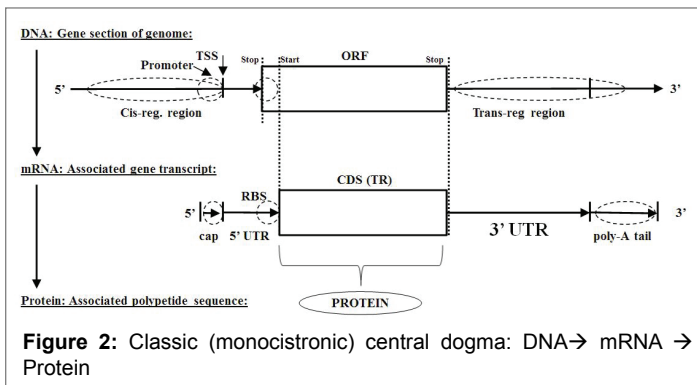 DNA: Gene section of genome:
TSS
Promoter
Stop
Start
ORF
Stop
5'
3'
Cis-reg. region
Trans-reg region
mRNA: Associated gene transcript:
CDS (TR)
RBS
5'
3'
cap
5' UTR
3' UTR
poly-A tail
Protein: Associated polypetide sequence:
PROTEIN
Figure 2: Classic (monocistronic) central dogma: DNA→ mRNA →
Protein